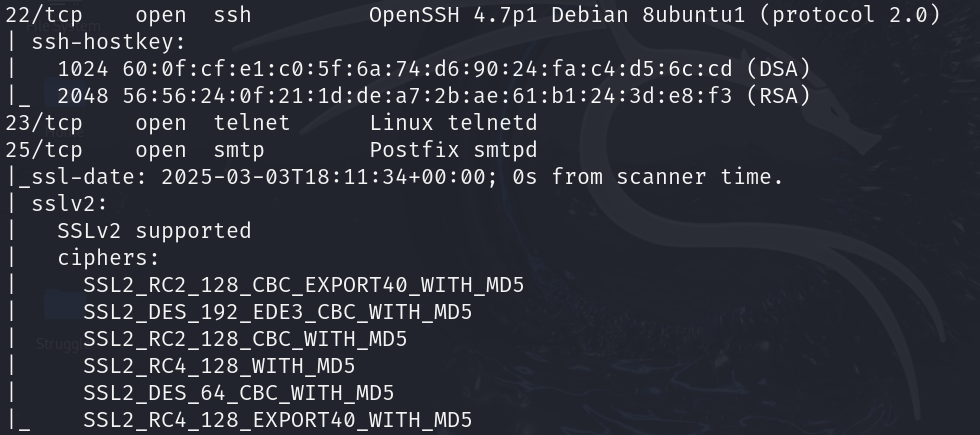 22/tcp    open  ssh         OpenSSH 4.7p1 Debian 8ubuntu1 (protocol 2.0)
| ssh-hostkey:
|   1024 60:0f:cf:e1:c0:5f:6a:74:d6:90:24:fa:c4:d5:6c:cd (DSA)
|_  2048 56:56:24:0f:21:1d:de:a7:2b:ae:61:b1:24:3d:e8:f3 (RSA)
23/tcp    open  telnet      Linux telnetd
25/tcp    open  smtp        Postfix smtpd
|_ssl-date: 2025-03-03T18:11:34+00:00; 0s from scanner time.
| sslv2:
|   SSLv2 supported
|   ciphers:
|     SSL2_RC2_128_CBC_EXPORT40_WITH_MD5
|     SSL2_DES_192_EDE3_CBC_WITH_MD5
|     SSL2_RC2_128_CBC_WITH_MD5
|     SSL2_RC4_128_WITH_MD5
|     SSL2_DES_64_CBC_WITH_MD5
|_    SSL2_RC4_128_EXPORT40_WITH_MD5